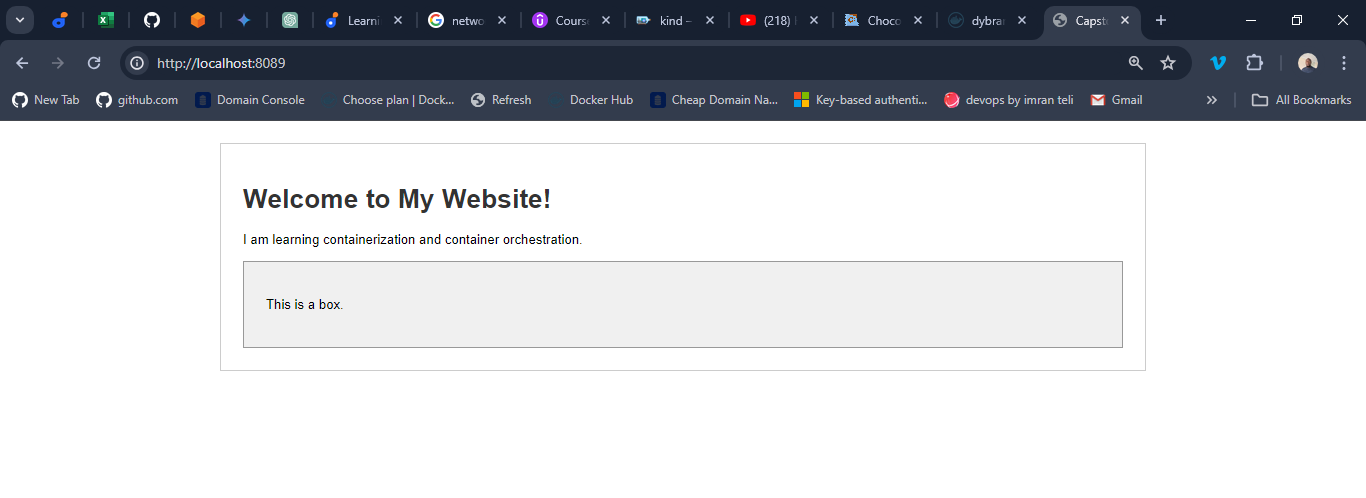 Learni
netwo
Course
kind –
(218)
Choco
dybrar
Capst
http://localhost:8089
New Tab
github.com
Domain Console
Choose plan | Dock...
Refresh
Docker Hub
Cheap Domain Na...
Key-based authenti...
devops by imran teli
Gmail
All Bookmarks
Welcome to My Website!
I am learning containerization and container orchestration.
This is a box.